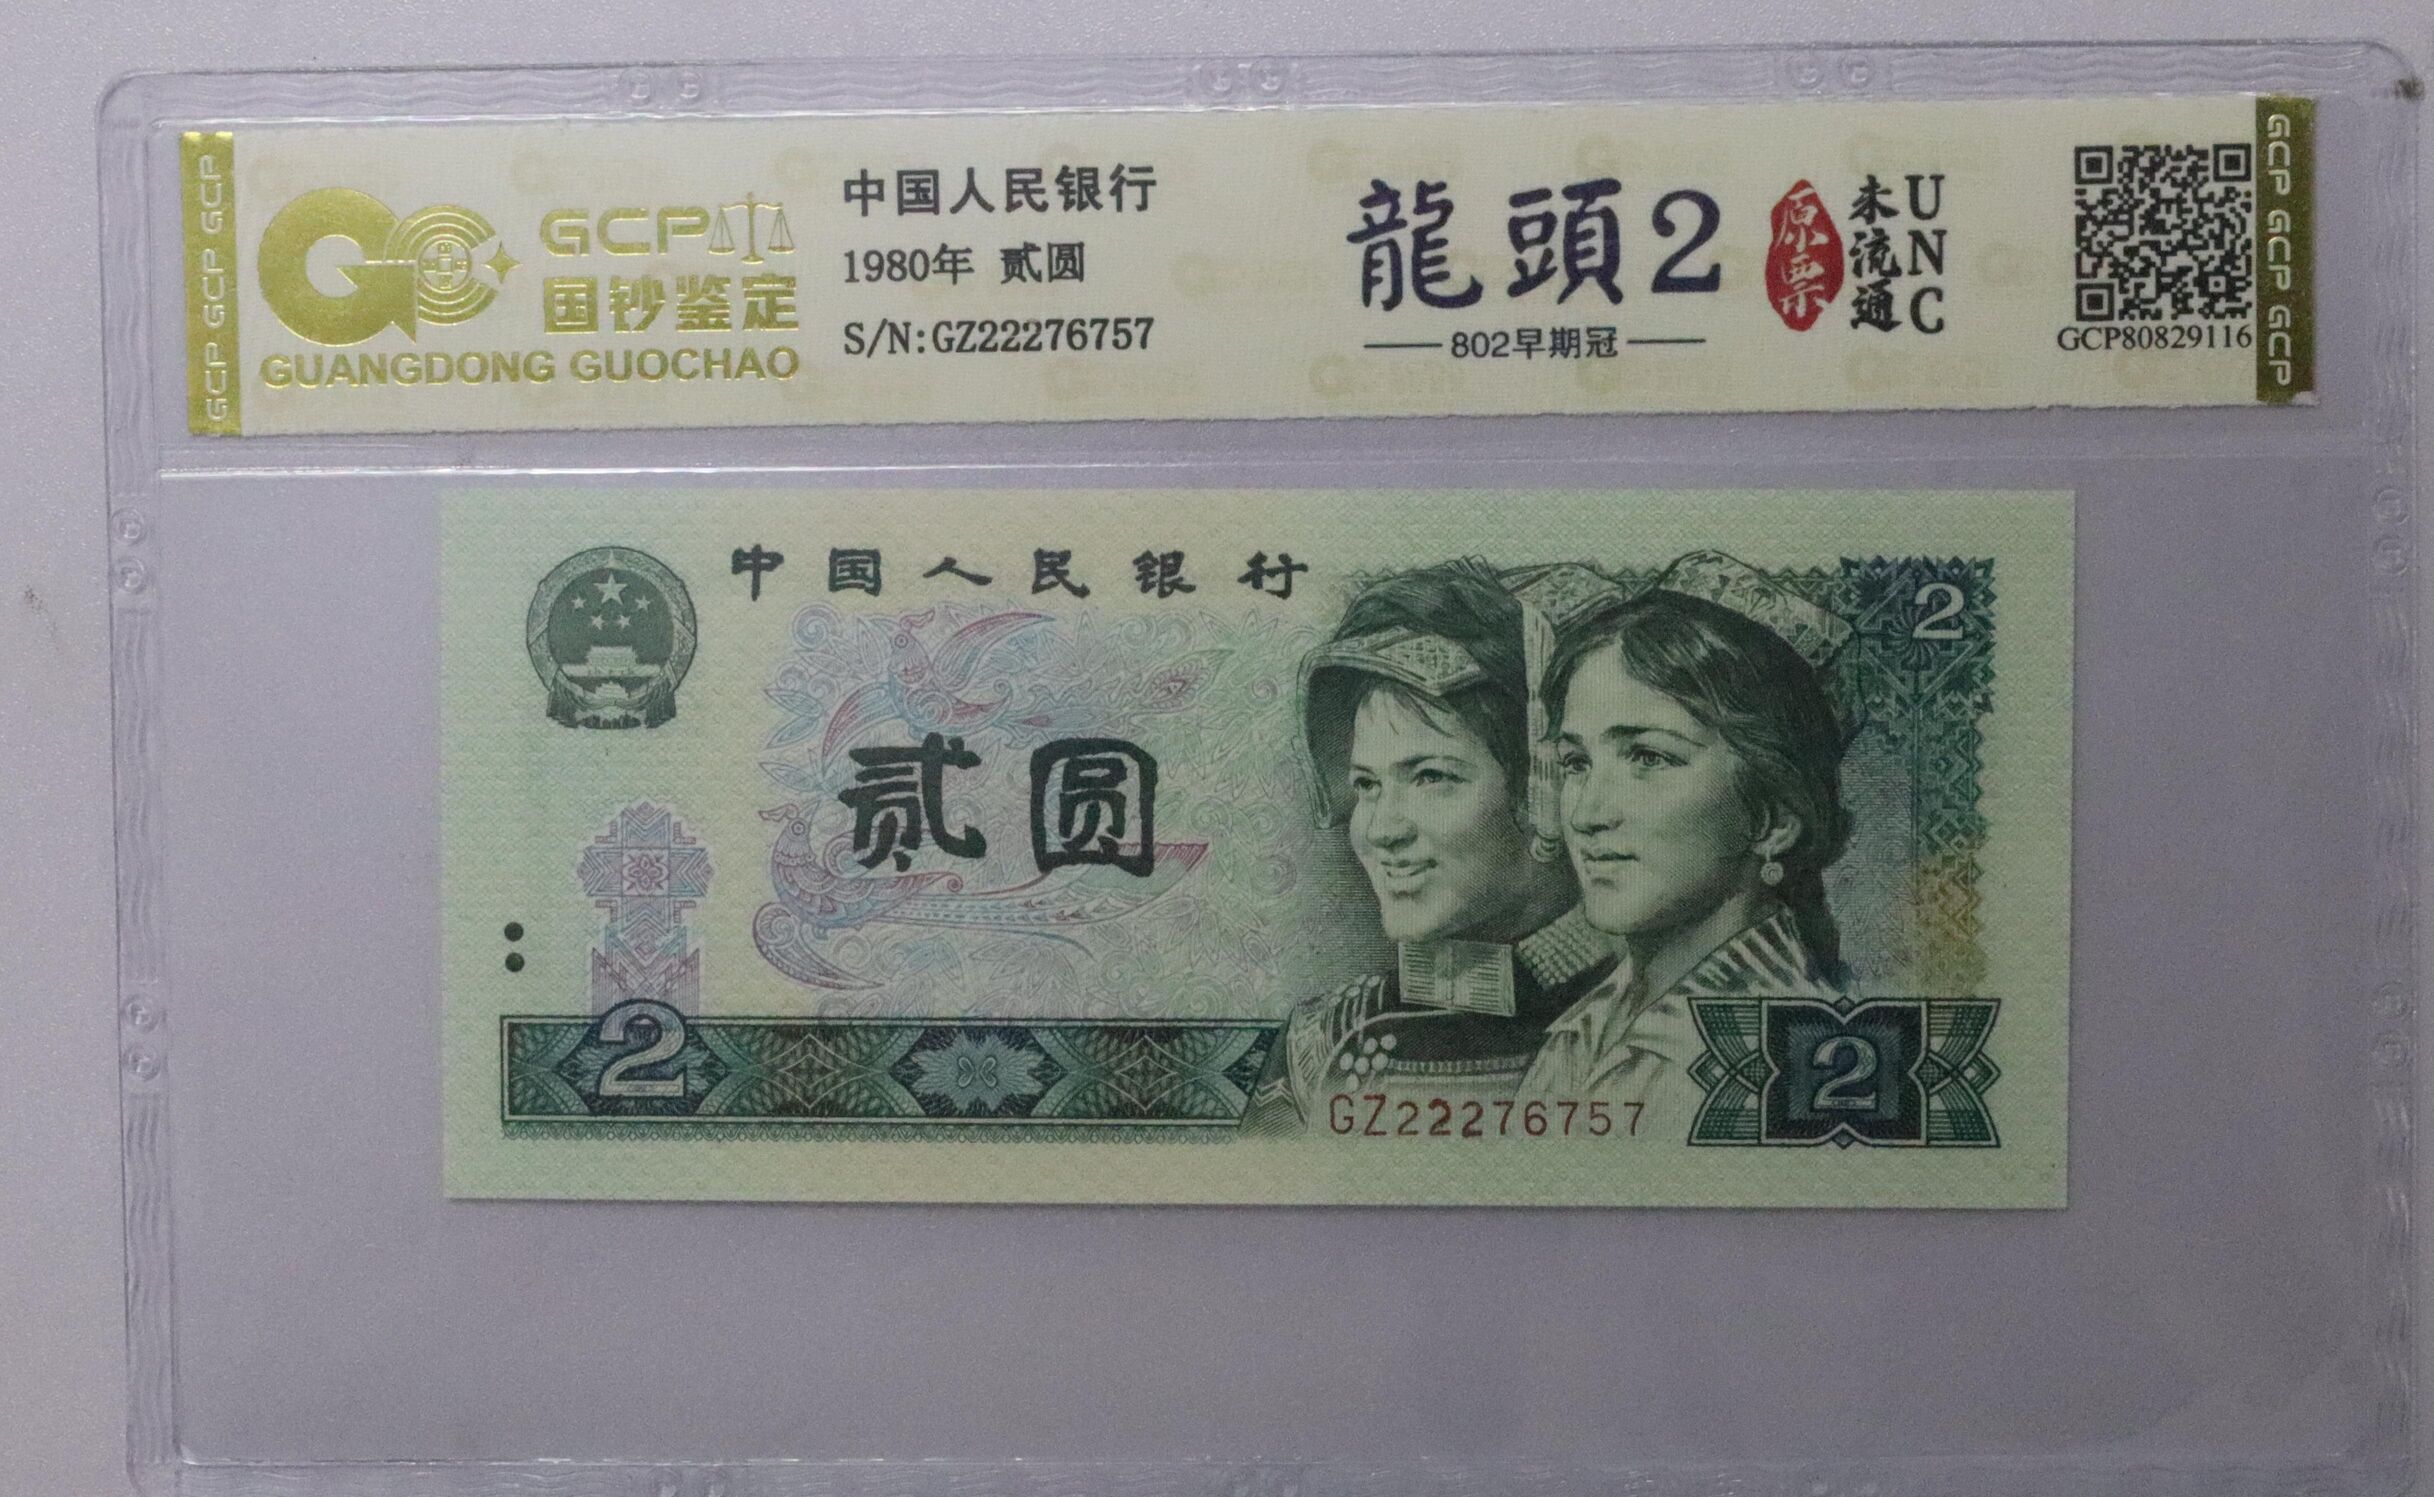 GCP GCP GCP
GCP
国钞鉴定
GUANGDONG GUOCHAO
中国人民银行
1980年 贰圆
S/N:GZ22276757
龍頭2
802早期冠
原票
未流通
UNC
GCP80829116
GCP GCP GCP
中国人民银行
2
贰圆
2
GZ22276757
2